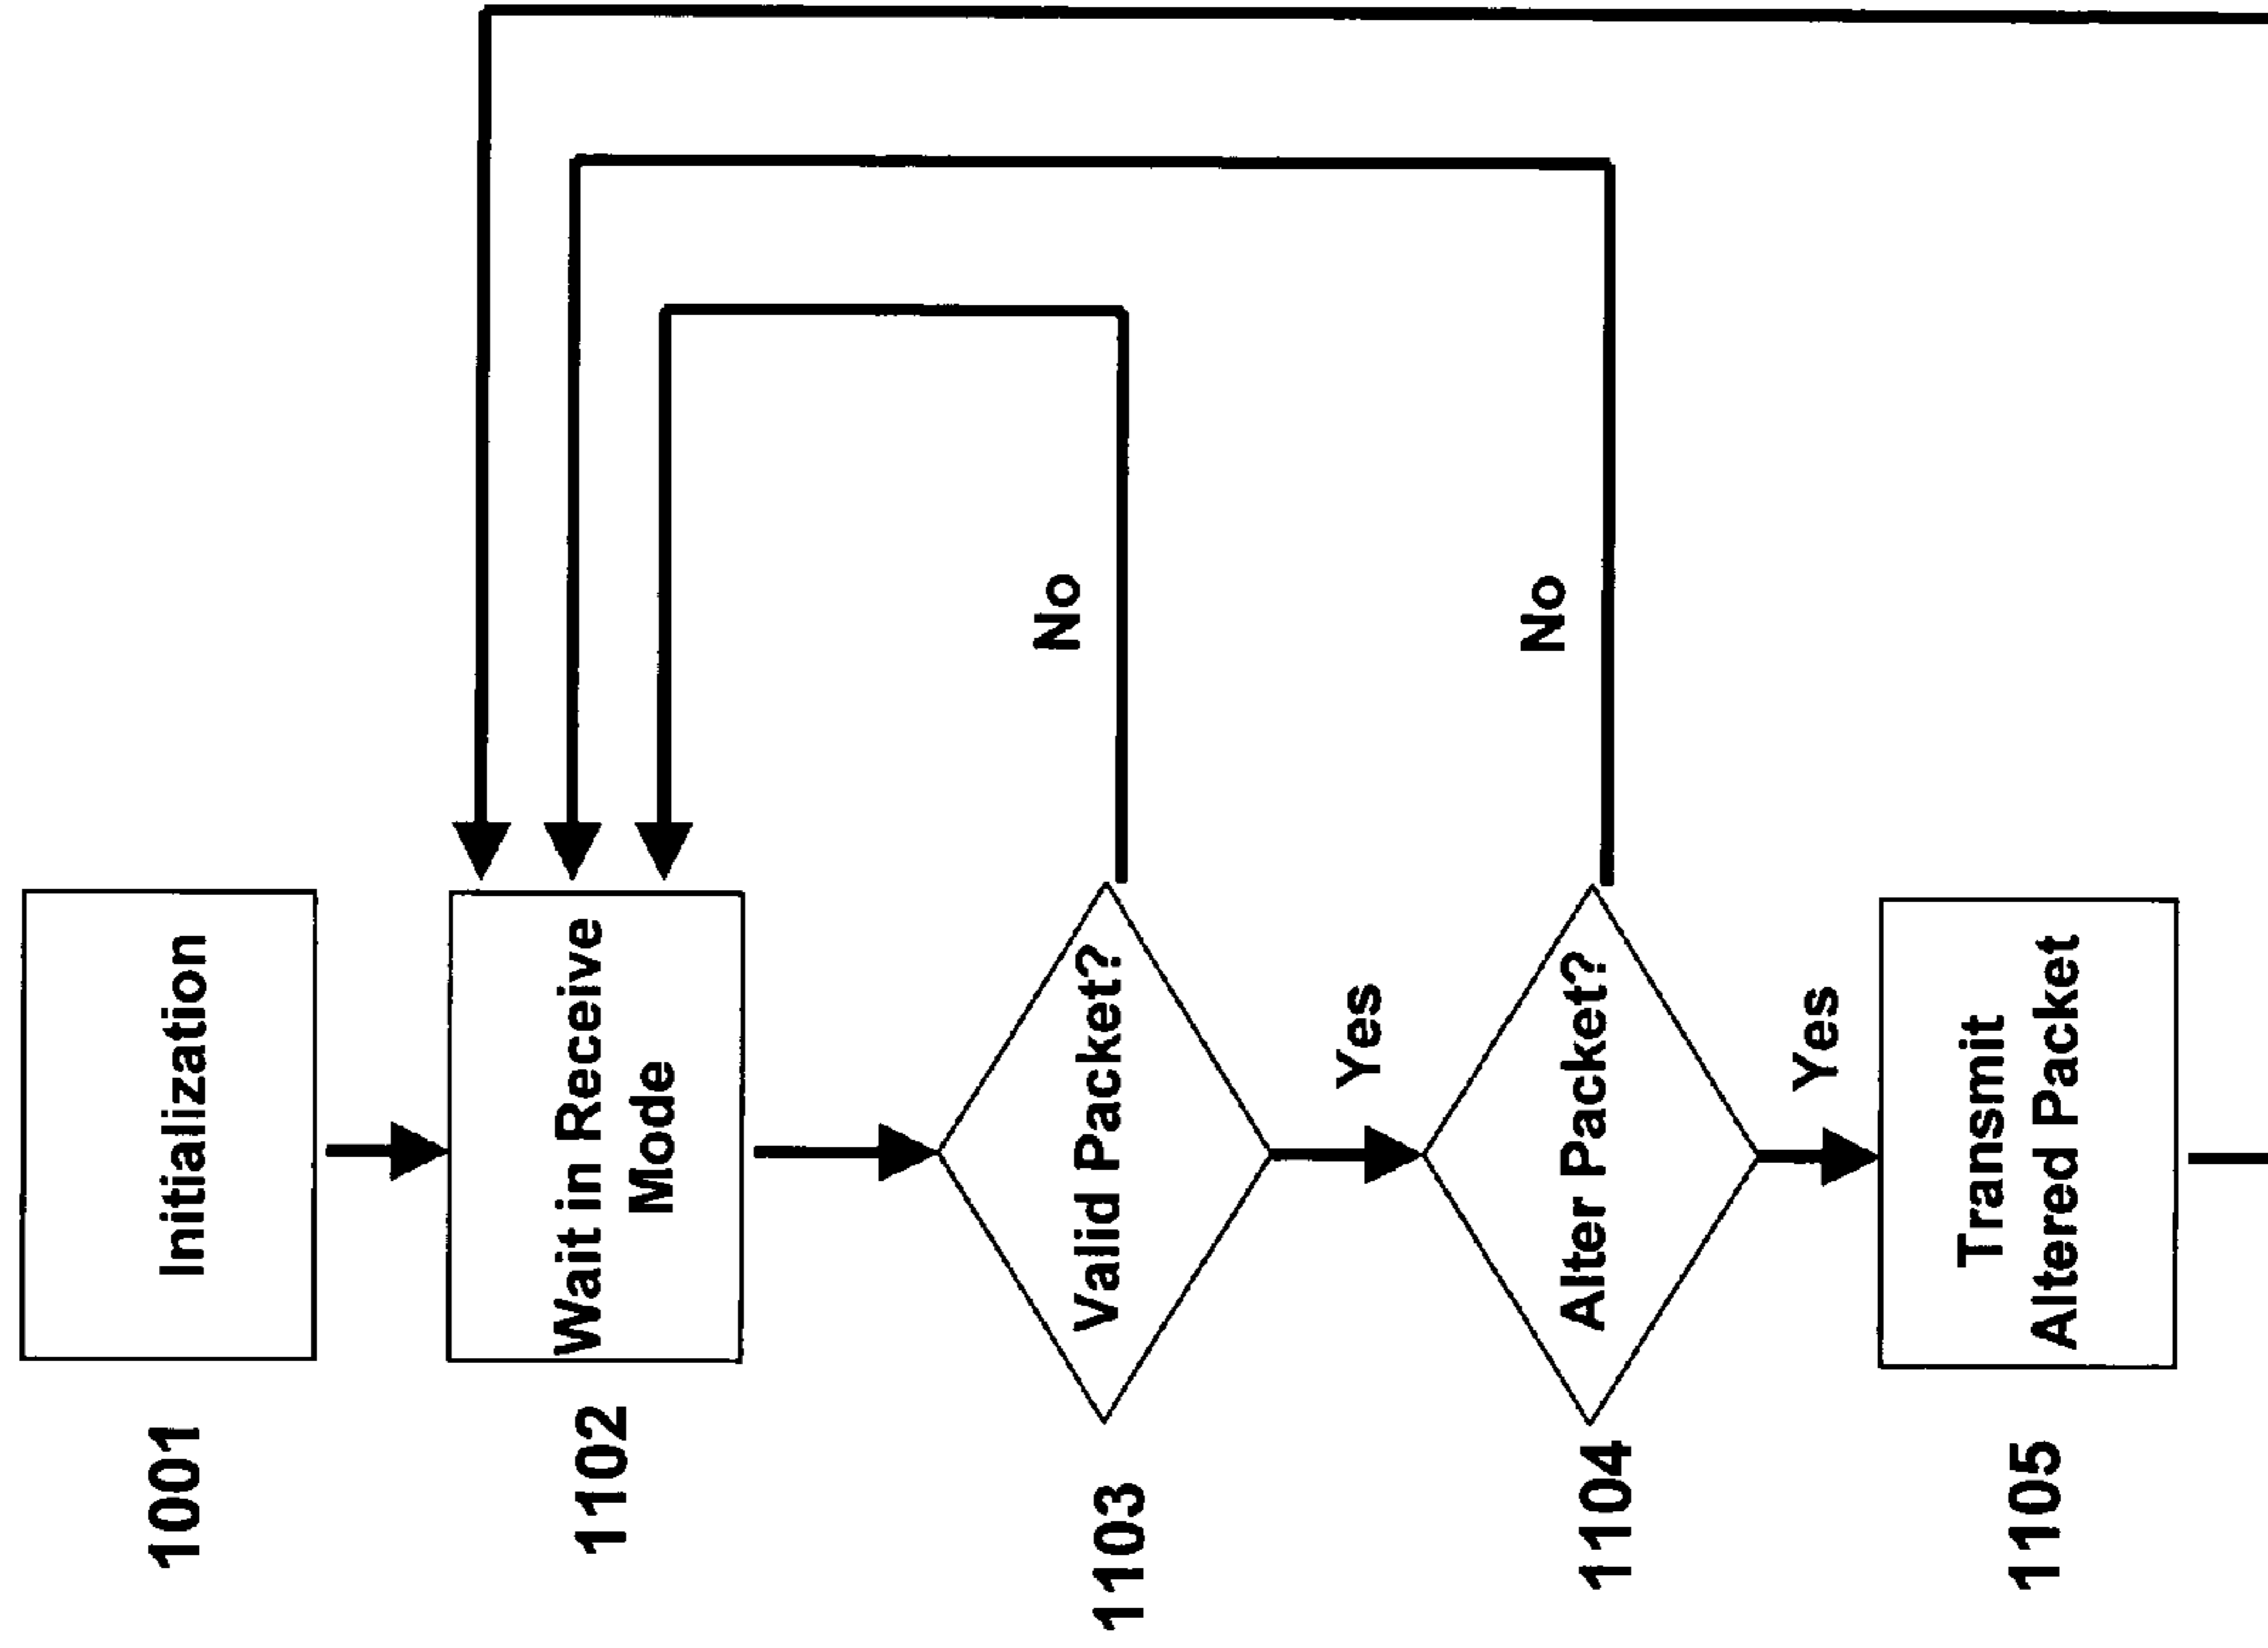 1001
Initialization
1102
Wait in Receive
Mode
1103
Valid Packet?
No
Yes
1104
Alter Packet?
No
Yes
1105
Transmit
Altered Packet